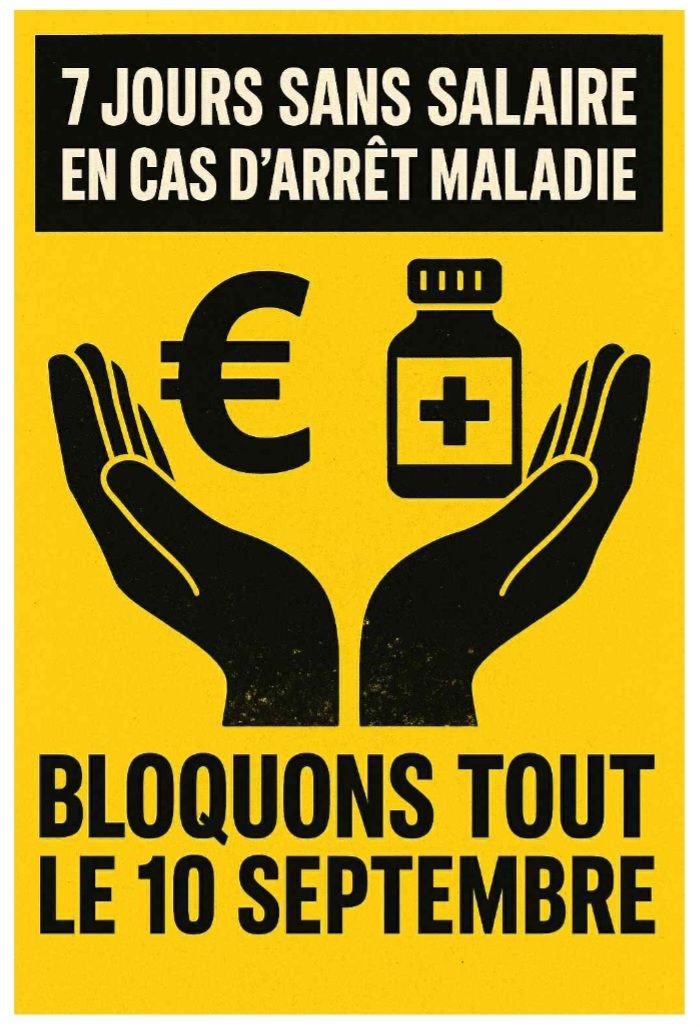 7 JOURS SANS SALAIRE
EN CAS D'ARRÊT MALADIE
€
BLOQUONS TOUT
LE 10 SEPTEMBRE